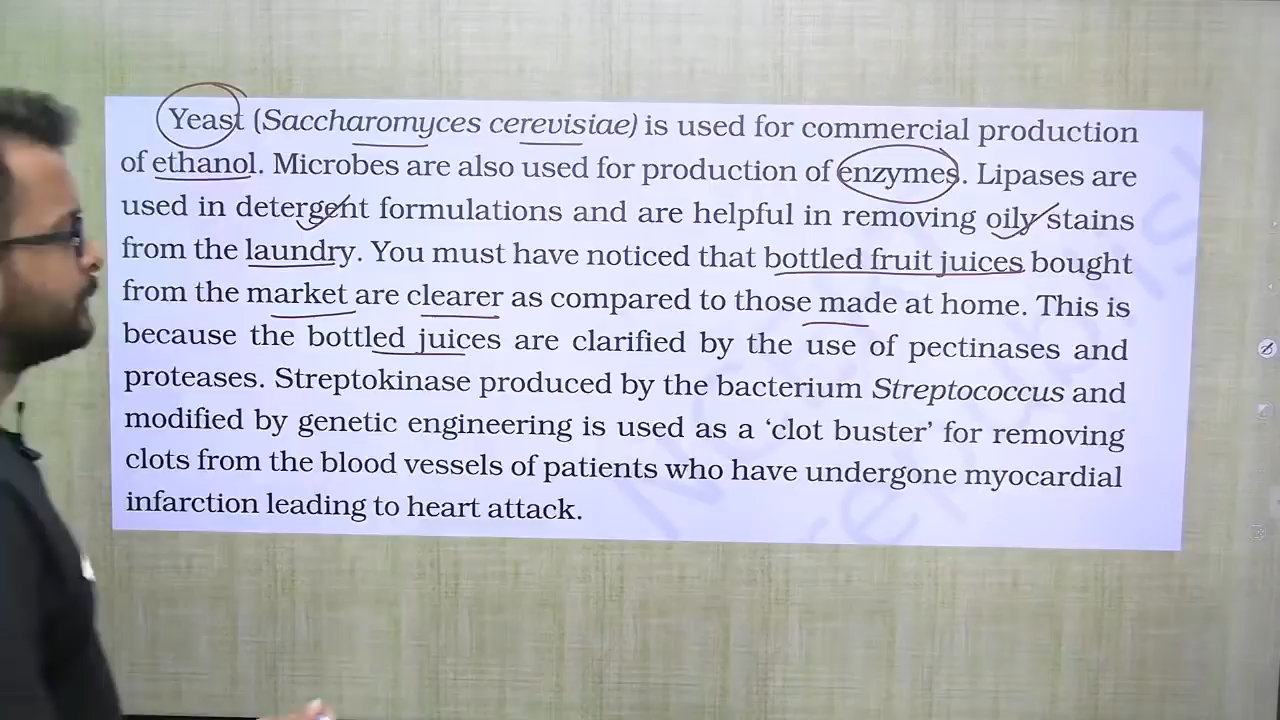 Yeast (Saccharomyces cerevisiae) is used for commercial production
of ethanol. Microbes are also used for production of enzymes. Lipases are
used in detergent formulations and are helpful in removing oily stains
from the laundry. You must have noticed that bottled fruit juices bought
from the market are clearer as compared to those made at home. This is
because the bottled juices are clarified by the use of pectinases and
proteases. Streptokinase produced by the bacterium Streptococcus and
modified by genetic engineering is used as a ‘clot buster’ for removing
clots from the blood vessels of patients who have undergone myocardial
infarction leading to heart attack.